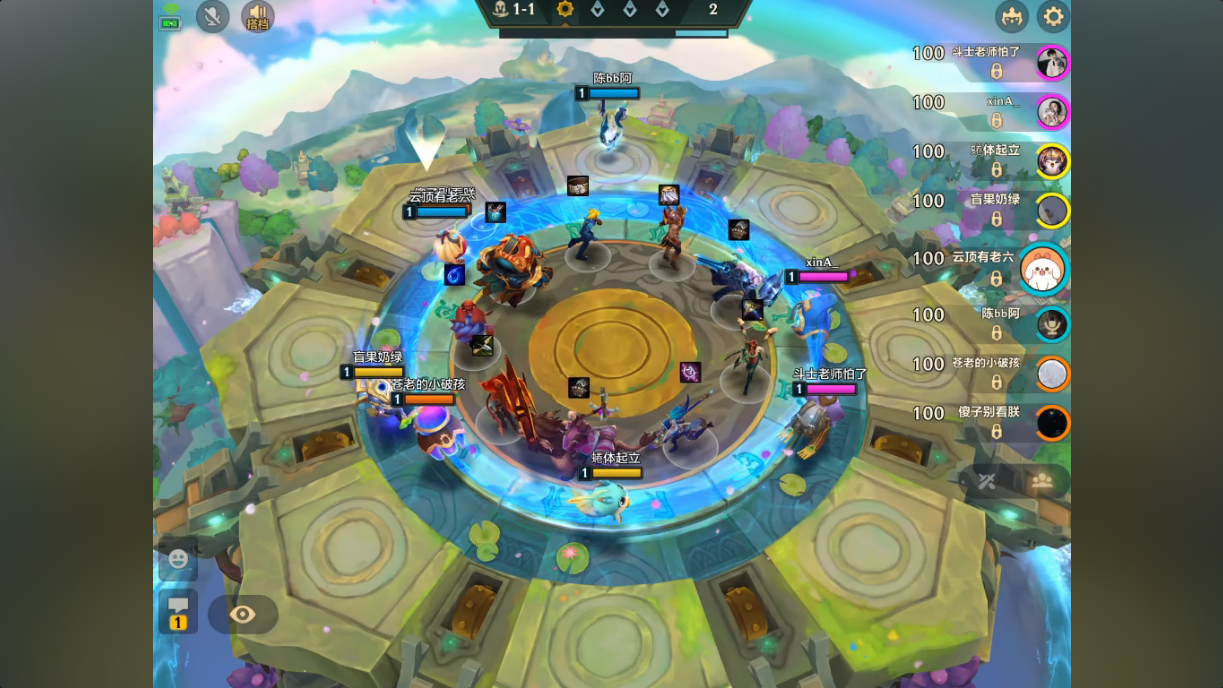 搭档
1-1
2
陈bb阿
1
云顶有老六
1
xinA_
1
盲果奶绿
1
苍老的小破孩
1
斗士老师怕了
1
体起立
1
100 斗士老师怕了
100 xinA_
100 体起立
100 盲果奶绿
100 云顶有老六
100 陈bb阿
100 苍老的小破孩
100 傻子别看朕
1